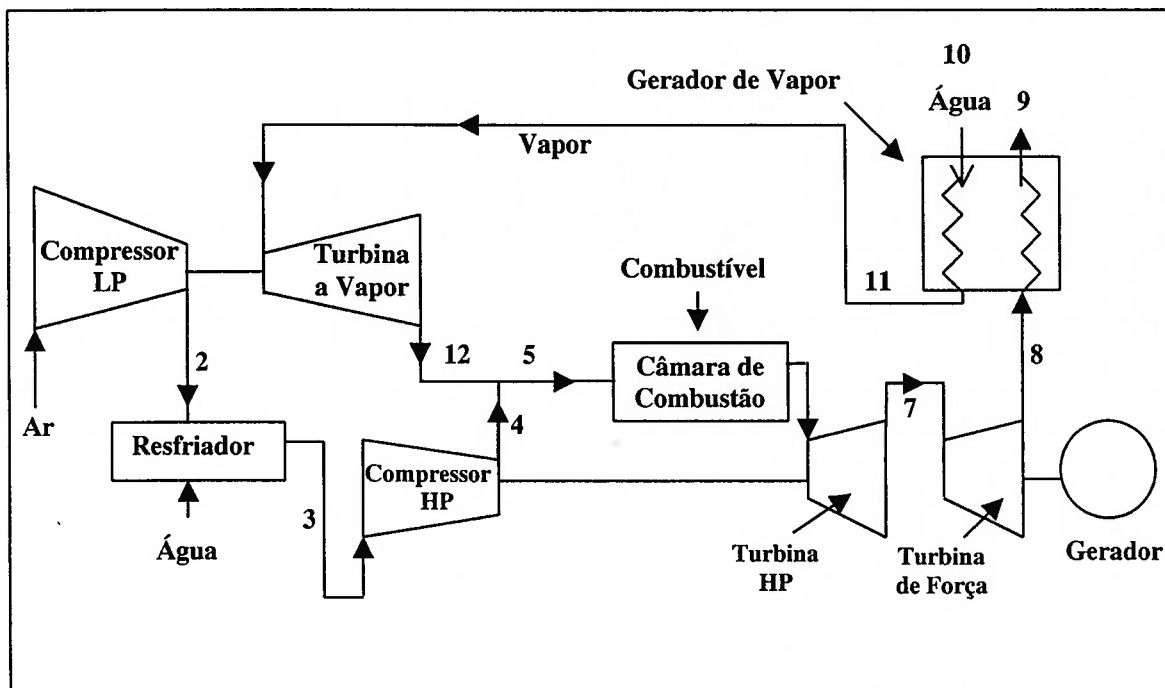 10
Gerador de Vapor
Água 9
Vapor
Compressor
LP
Turbina
a Vapor
Combustível
11
2
12
5
Câmara de
Combustão
8
7
Ar
Resfriador
4
Compressor
HP
3
Água
Turbina
HP
Turbina
de Força
Gerador